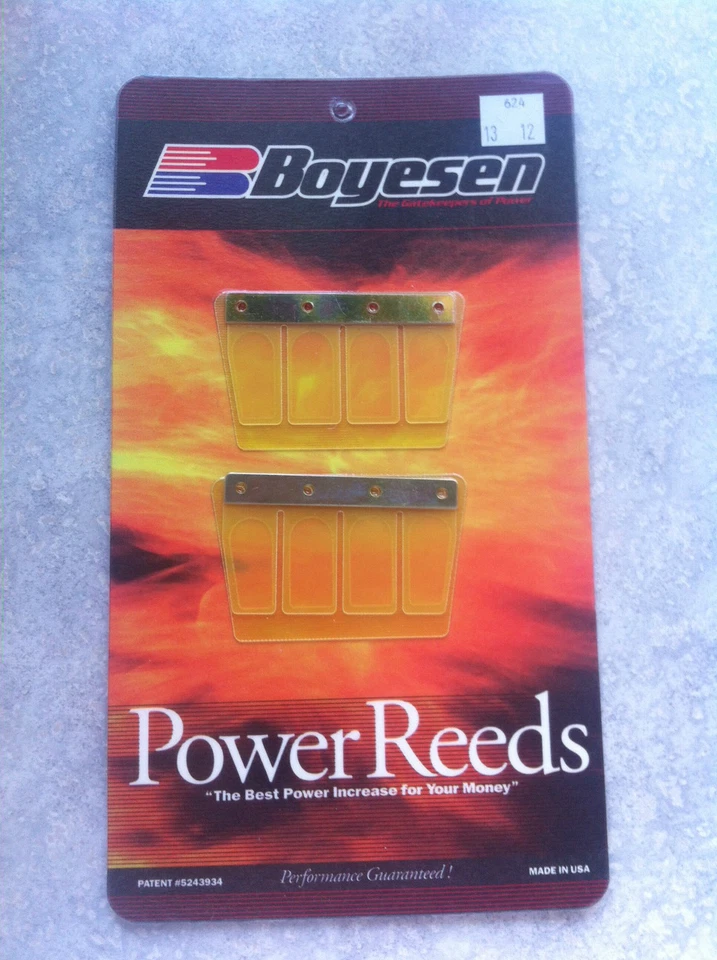 624
13 12
Boyesen
The Gatekeepers of Power
Power Reeds
"The Best Power Increase for Your Money"
PATENT #5243934
Performance Guaranteed!
MADE IN USA